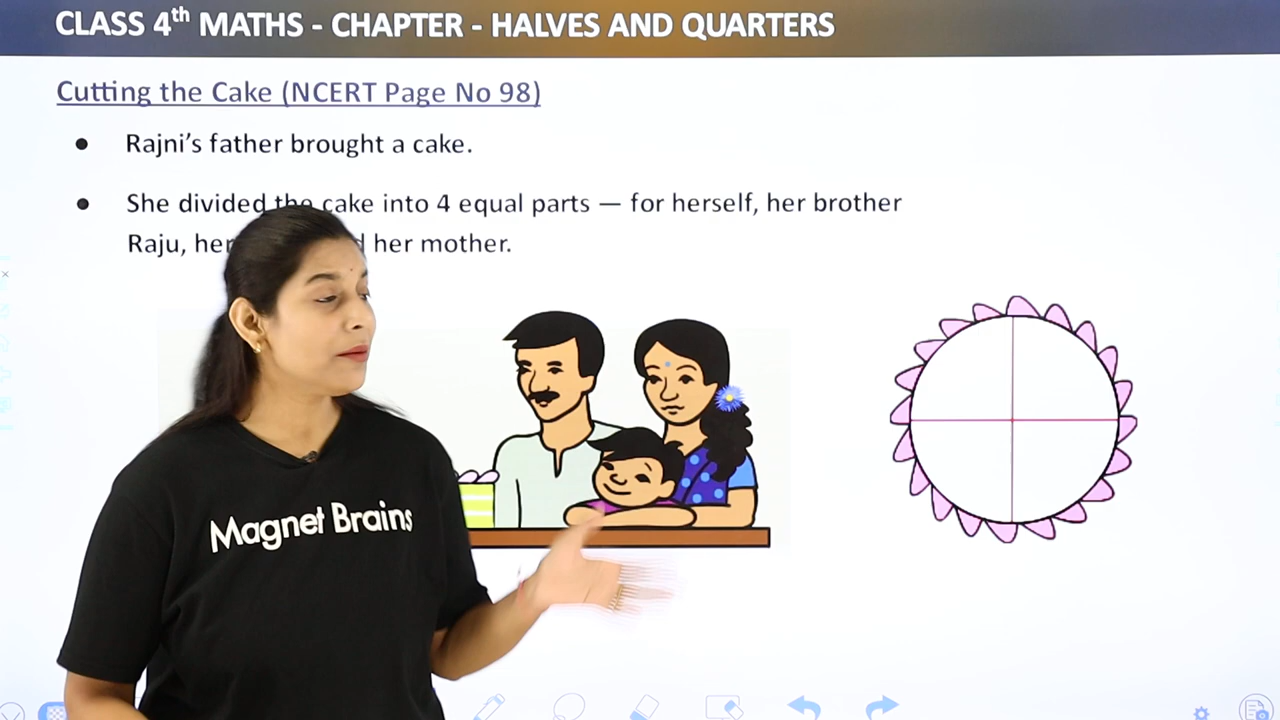 CLASS 4th MATHS - CHAPTER - HALVES AND QUARTERS
Cutting the Cake (NCERT Page No 98)
● Rajni’s father brought a cake.
● She divided the cake into 4 equal parts — for herself, her brother
Raju, her her mother.
Magnet Brains